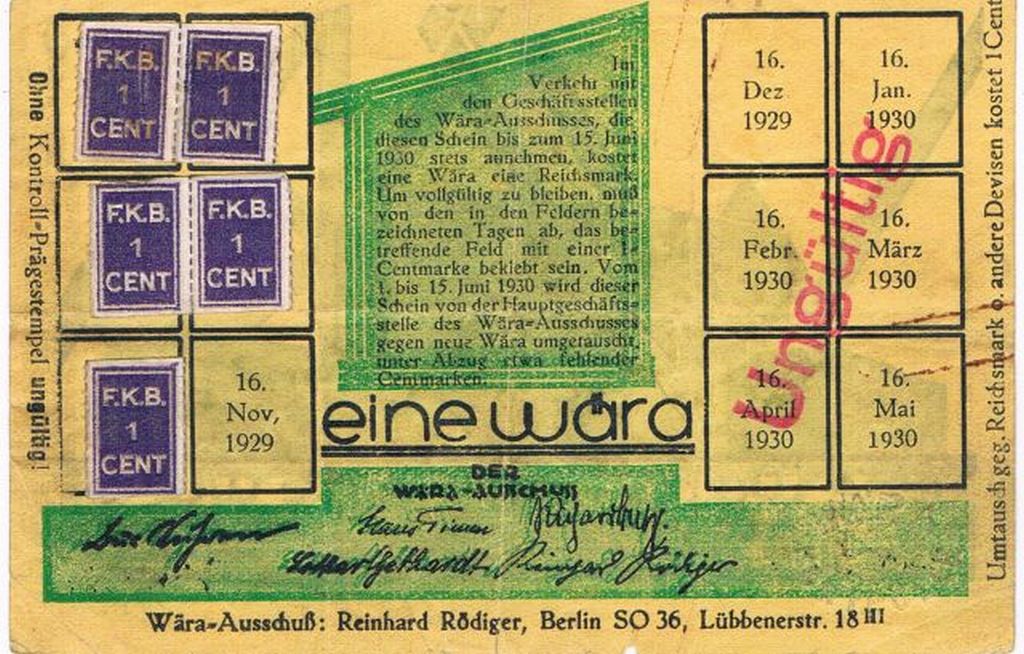 Ohne Kontroll=Prägestempel ungültig!
F.K.B.
1
CENT
F.K.B.
1
CENT
F.K.B.
1
CENT
F.K.B.
1
CENT
F.K.B.
1
CENT
16.
Nov,
1929
Im
Verkehr mit
den Geschäftsstellen
des Wära=Ausschusses, die
diesen Schein bis zum 15. Juni
1930 stets annehmen, kostet
eine Wära eine Reichsmark.
Um vollgültig zu bleiben, muß
von den in den Feldern be=
zeichneten Tagen ab, das be=
treffende Feld mit einer 1=
Centmarke beklebt sein. Vom
1. bis 15. Juni 1930 wird dieser
Schein von der Hauptgeschäfts=
stelle des Wära=Ausschusses
gegen neue Wära umgetauscht,
unter Abzug etwa fehlender
Centmarken.
eine wära
DER
WÄRA-AUSCHUSS
16.
Dez
1929
16.
Jan.
1930
16.
Febr.
1930
16.
März
1930
16.
April
1930
16.
Mai
1930
Ungültig
Umtausch geg. Reichsmark o. andere Devisen kostet 1 Cent
Hans Timm
Reinhard Rödiger
Wära=Ausschuß: Reinhard Rödiger, Berlin SO 36, Lübbenerstr. 18 III